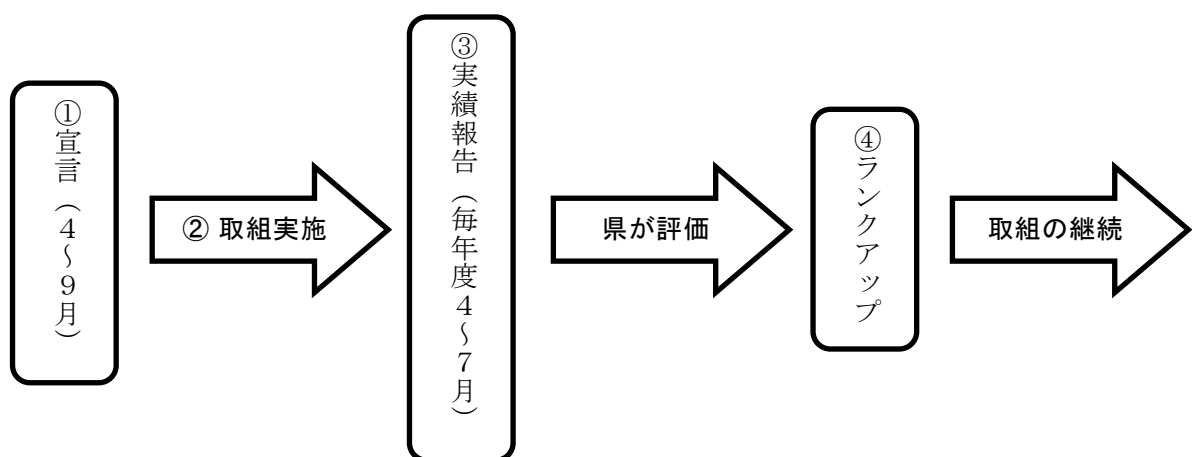 ①宣言（４～９月）
② 取組実施
③実績報告（毎年度４～７月）
県が評価
④ランクアップ
取組の継続